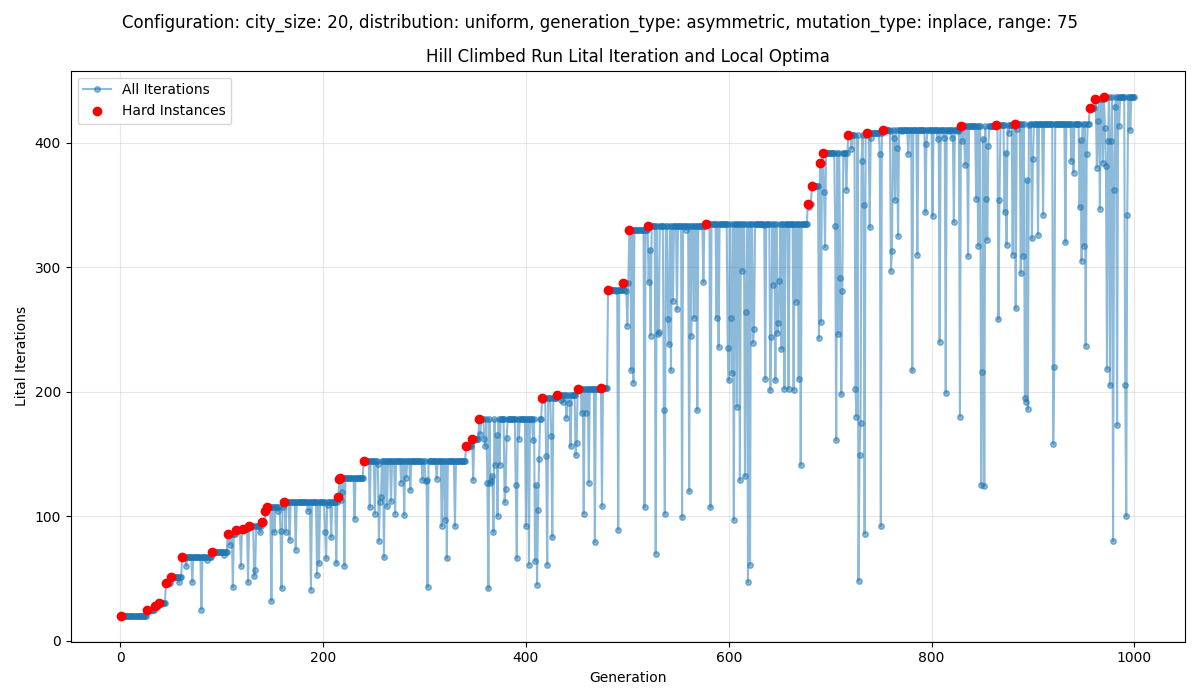 Configuration: city_size: 20, distribution: uniform, generation_type: asymmetric, mutation_type: inplace, range: 75
Hill Climbed Run Lital Iteration and Local Optima
All Iterations
Hard Instances
Lital Iterations
400
300
200
100
0
0 200 400 600 800 1000
Generation